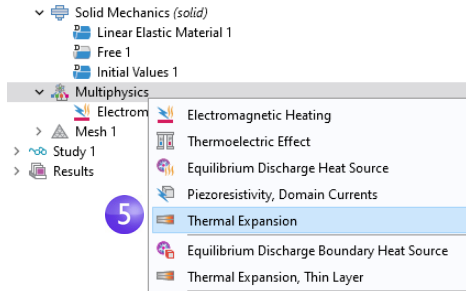 Solid Mechanics (solid)
Linear Elastic Material 1
Free 1
Initial Values 1
Multiphysics
Electrom
Electromagnetic Heating
Mesh 1
Thermoelectric Effect
Study 1
Equilibrium Discharge Heat Source
Results
Piezoresistivity, Domain Currents
5
Thermal Expansion
Equilibrium Discharge Boundary Heat Source
Thermal Expansion, Thin Layer